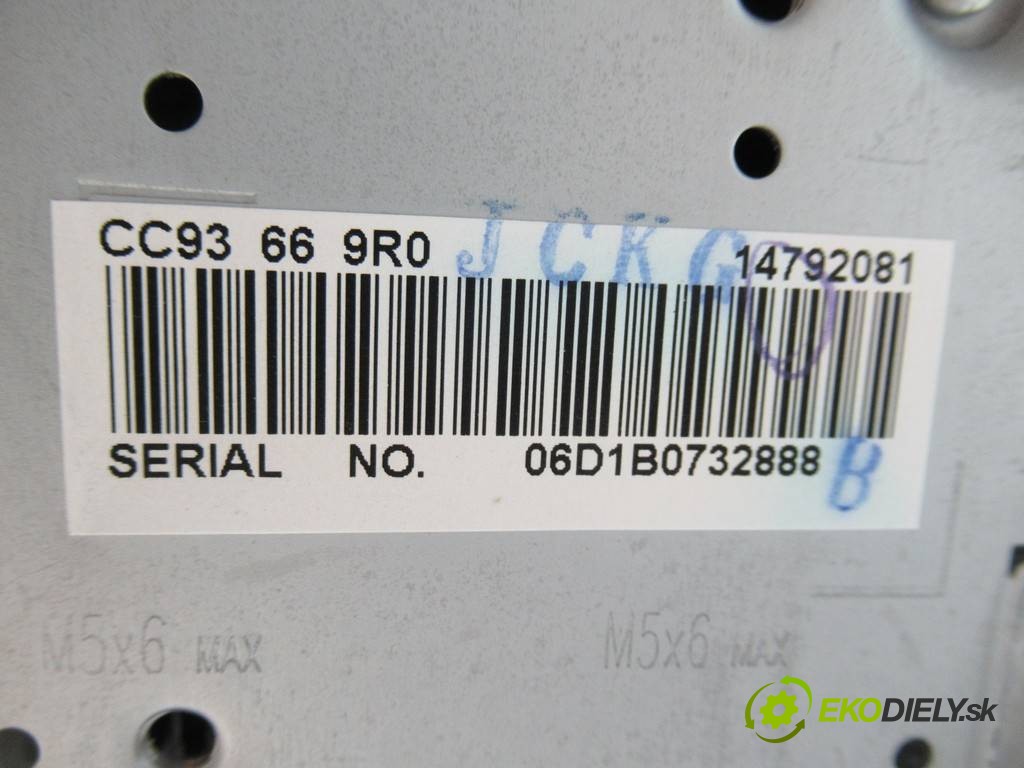 CC93 66 9R0 JCKG 14792081
SERIAL NO. 06D1B0732888 B
M5x6 MAX M5x6 MAX
EKODIELY.sk